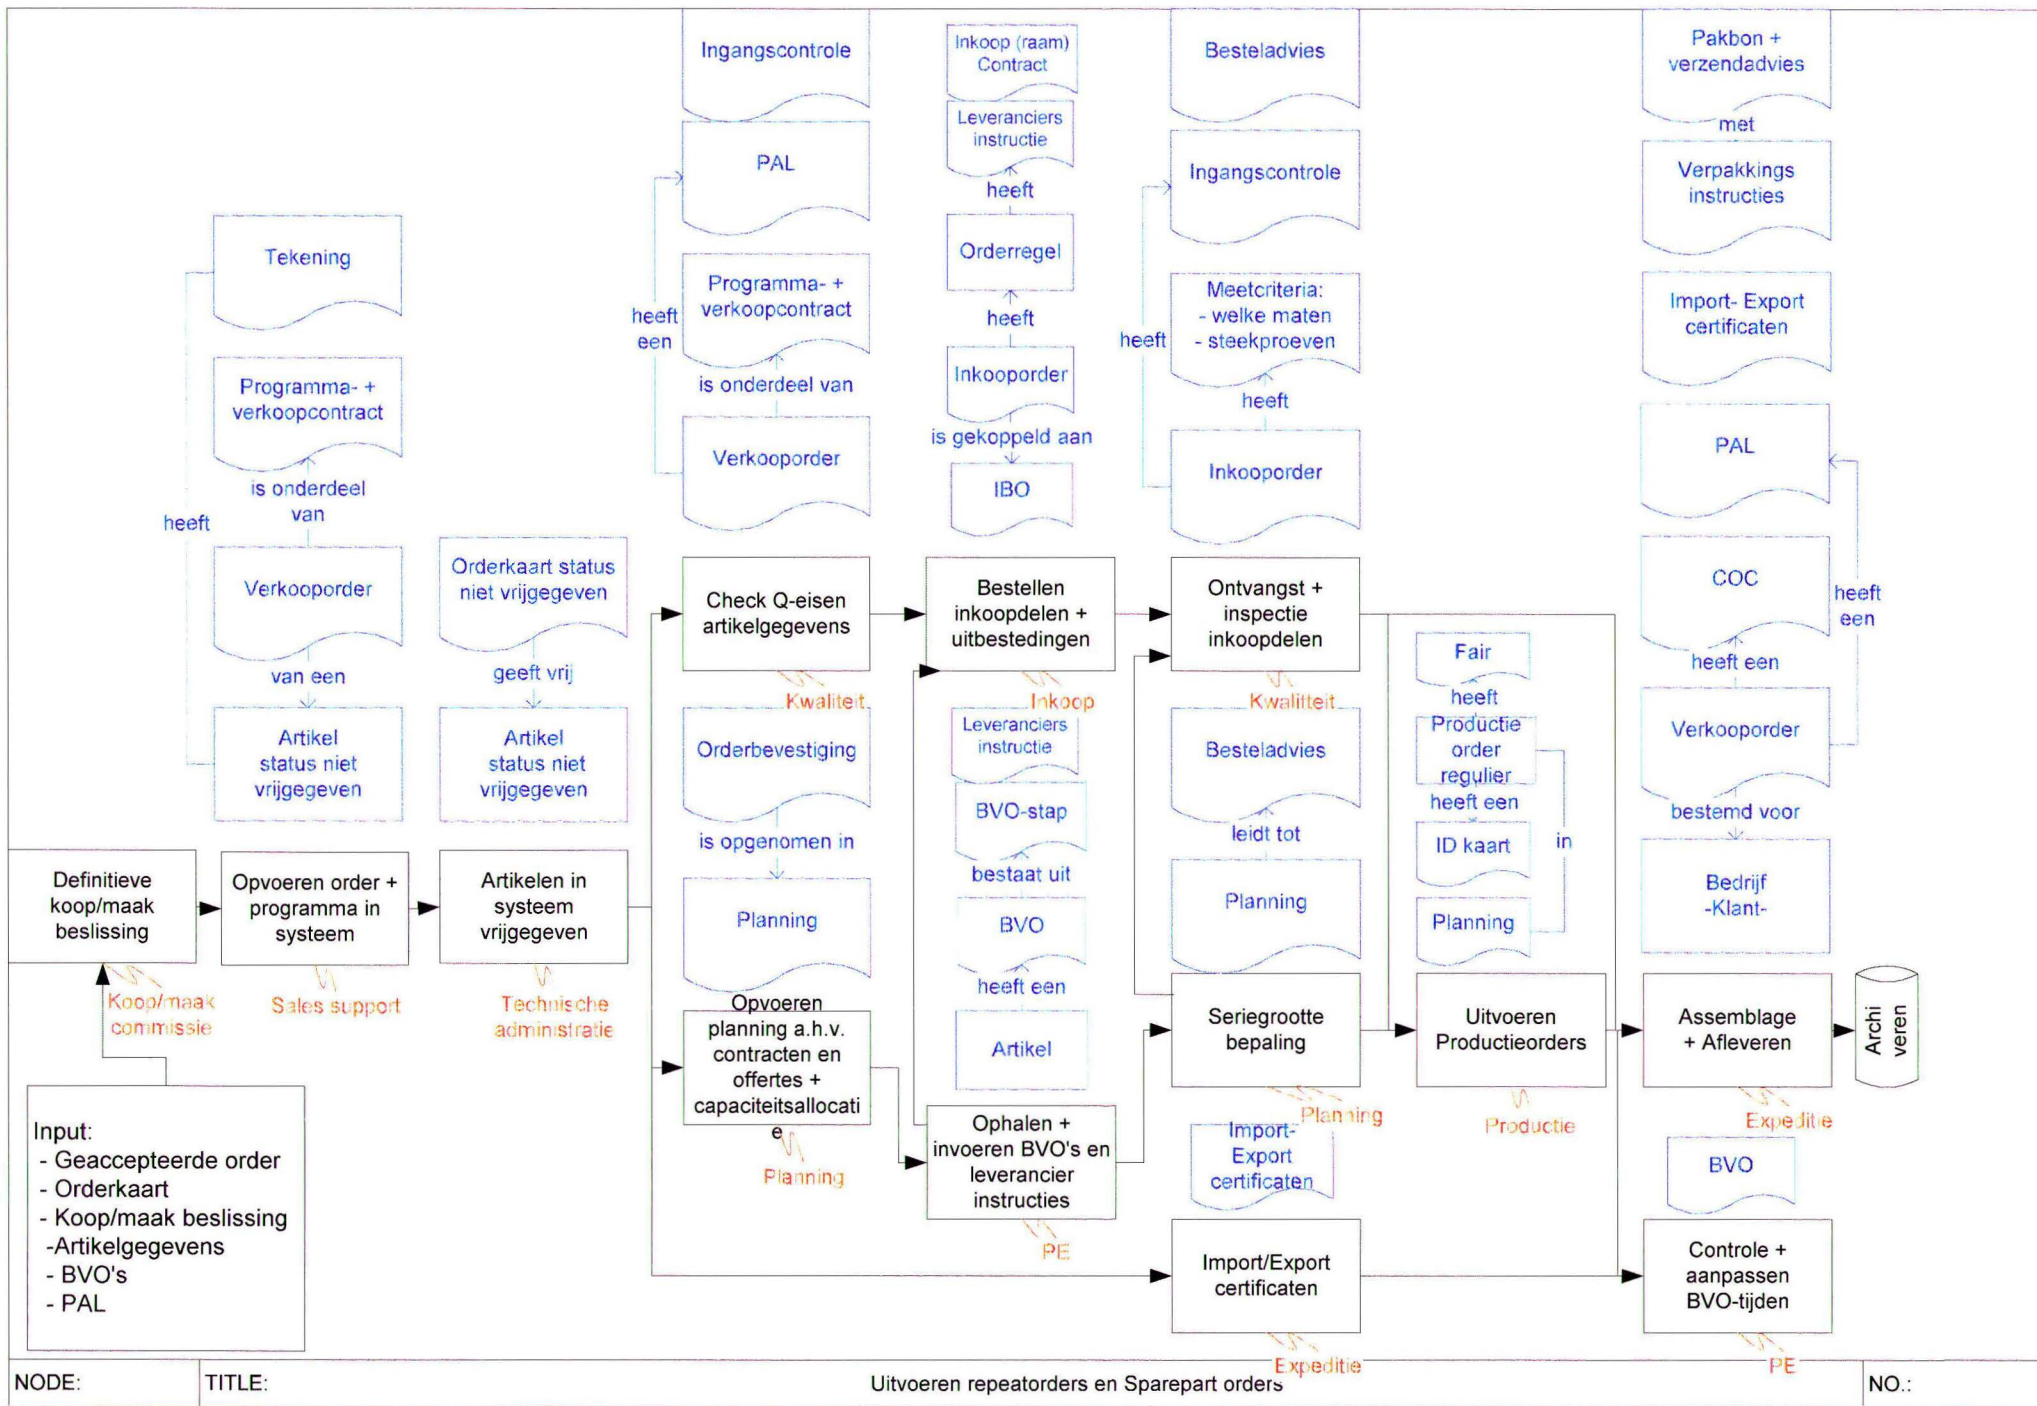 Ingangscontrole
PAL
heeft
een
Programma- +
verkoopcontract
is onderdeel van
Verkooporder
Inkoop (raam)
Contract
Leveranciers
instructie
heeft
Orderregel
heeft
Inkooporder
is gekoppeld aan
IBO
Besteladvies
Ingangscontrole
heeft
Meetcriteria:
- welke maten
- steekproeven
heeft
Inkooporder
Pakbon +
verzendadvies
met
Verpakkings
instructies
Import- Export
certificaten
PAL
COC
heeft
een
heeft een
Verkooporder
bestemd voor
Bedrijf
-Klant-
Tekening
Programma- +
verkoopcontract
is onderdeel
van
heeft
Verkooporder
van een
Artikel
status niet
vrijgegeven
Orderkaart status
niet vrijgegeven
geeft vrij
Artikel
status niet
vrijgegeven
Check Q-eisen
artikelgegevens
Kwaliteit
Bestellen
inkoopdelen +
uitbestedingen
Inkoop
Ontvangst +
inspectie
inkoopdelen
Kwalitteit
Orderbevestiging
is opgenomen in
Planning
Leveranciers
instructie
BVO-stap
bestaat uit
BVO
heeft een
Artikel
Besteladvies
leidt tot
Planning
Fair
heeft
Productie
order
regulier
heeft een
ID kaart
in
Planning
Definitieve
koop/maak
beslissing
Koop/maak
commissie
Opvoeren order +
programma in
systeem
Sales support
Artikelen in
systeem
vrijgegeven
Technische
administratie
Opvoeren
planning a.h.v.
contracten en
offertes +
capaciteitsallocati
e
Planning
Ophalen +
invoeren BVO's en
leverancier
instructies
PE
Seriegrootte
bepaling
Planning
Uitvoeren
Productieorders
Productie
Assemblage
+ Afleveren
Expeditie
Archi
veren
Import-
Export
certificaten
Import/Export
certificaten
Expeditie
BVO
Controle +
aanpassen
BVO-tijden
PE
Input:
- Geaccepteerde order
- Orderkaart
- Koop/maak beslissing
-Artikelgegevens
- BVO's
- PAL
NODE:
TITLE:
Uitvoeren repeatorders en Sparepart orders
NO.: